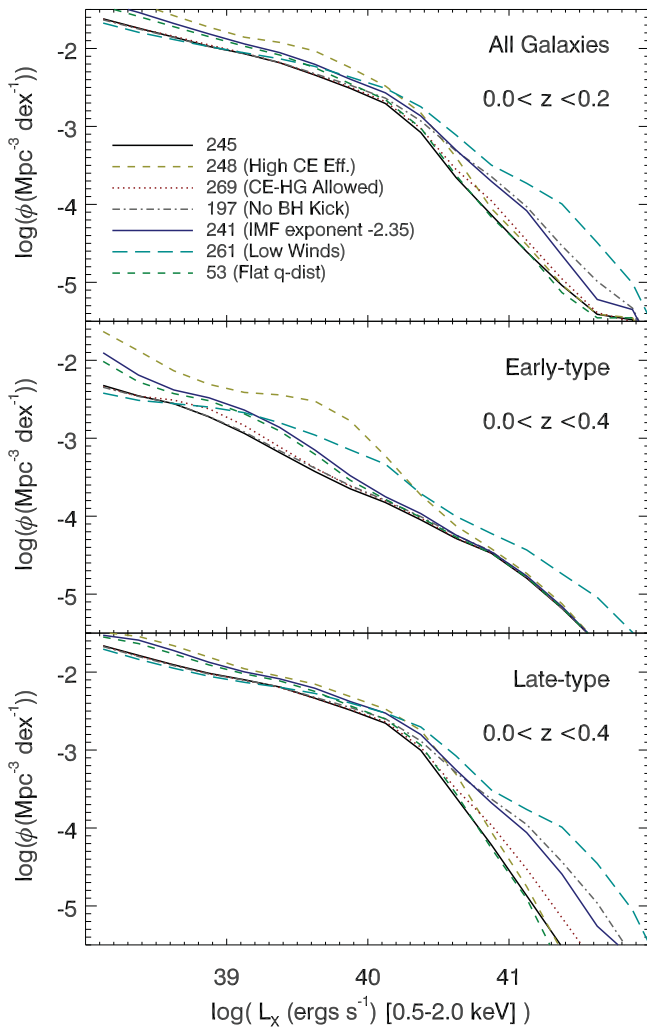 All Galaxies
0.0< z <0.2
245
248 (High CE Eff.)
269 (CE-HG Allowed)
197 (No BH Kick)
241 (IMF exponent -2.35)
261 (Low Winds)
53 (Flat q-dist)
-2
-3
-4
-5
log(ϕ(Mpc⁻³ dex⁻¹))
Early-type
0.0< z <0.4
-2
-3
-4
-5
log(ϕ(Mpc⁻³ dex⁻¹))
Late-type
0.0< z <0.4
-2
-3
-4
-5
log(ϕ(Mpc⁻³ dex⁻¹))
39 40 41
log( Lₓ (ergs s⁻¹) [0.5-2.0 keV] )